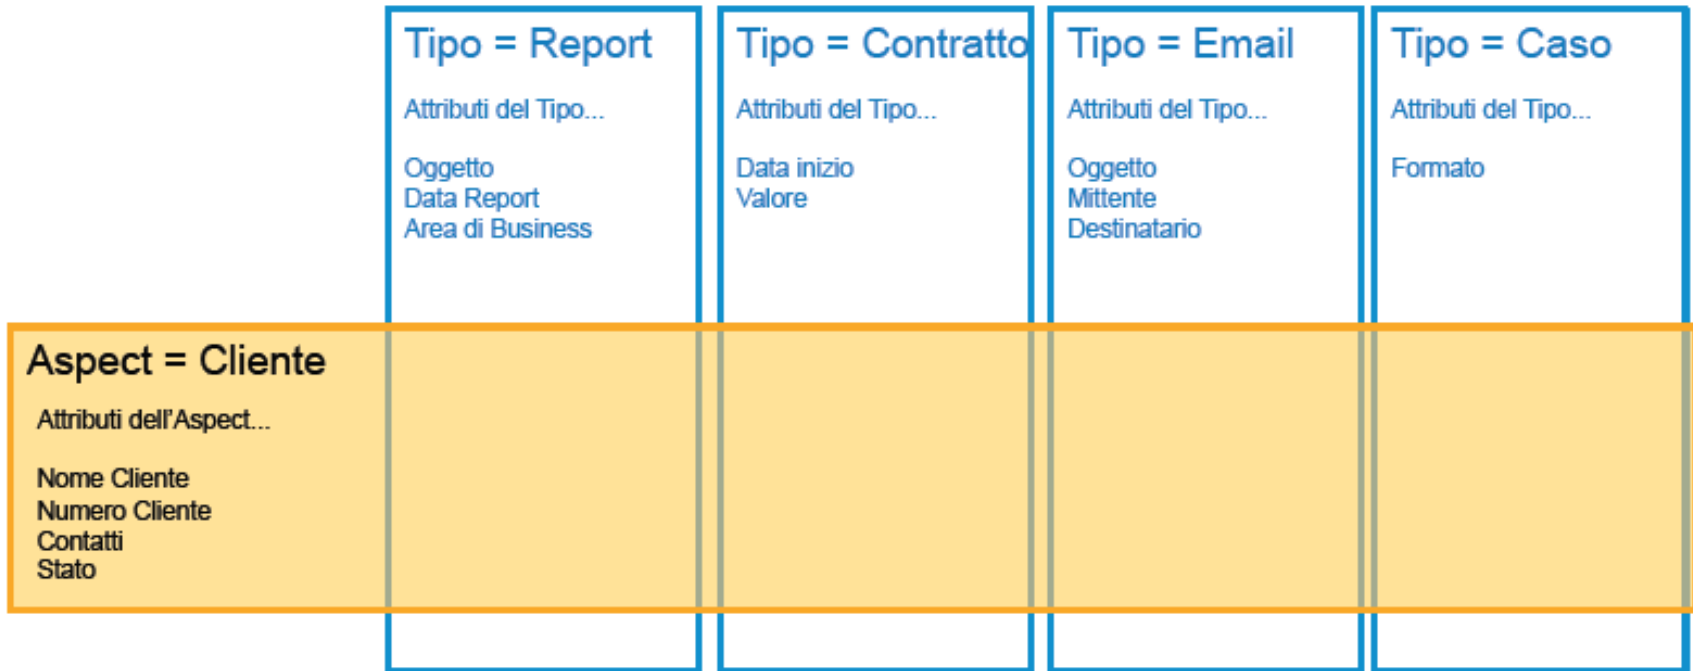 Tipo = Report
Attributi del Tipo...
Oggetto
Data Report
Area di Business
Tipo = Contratto
Attributi del Tipo...
Data inizio
Valore
Tipo = Email
Attributi del Tipo...
Oggetto
Mittente
Destinatario
Tipo = Caso
Attributi del Tipo...
Formato
Aspect = Cliente
Attributi dell'Aspect...
Nome Cliente
Numero Cliente
Contatti
Stato